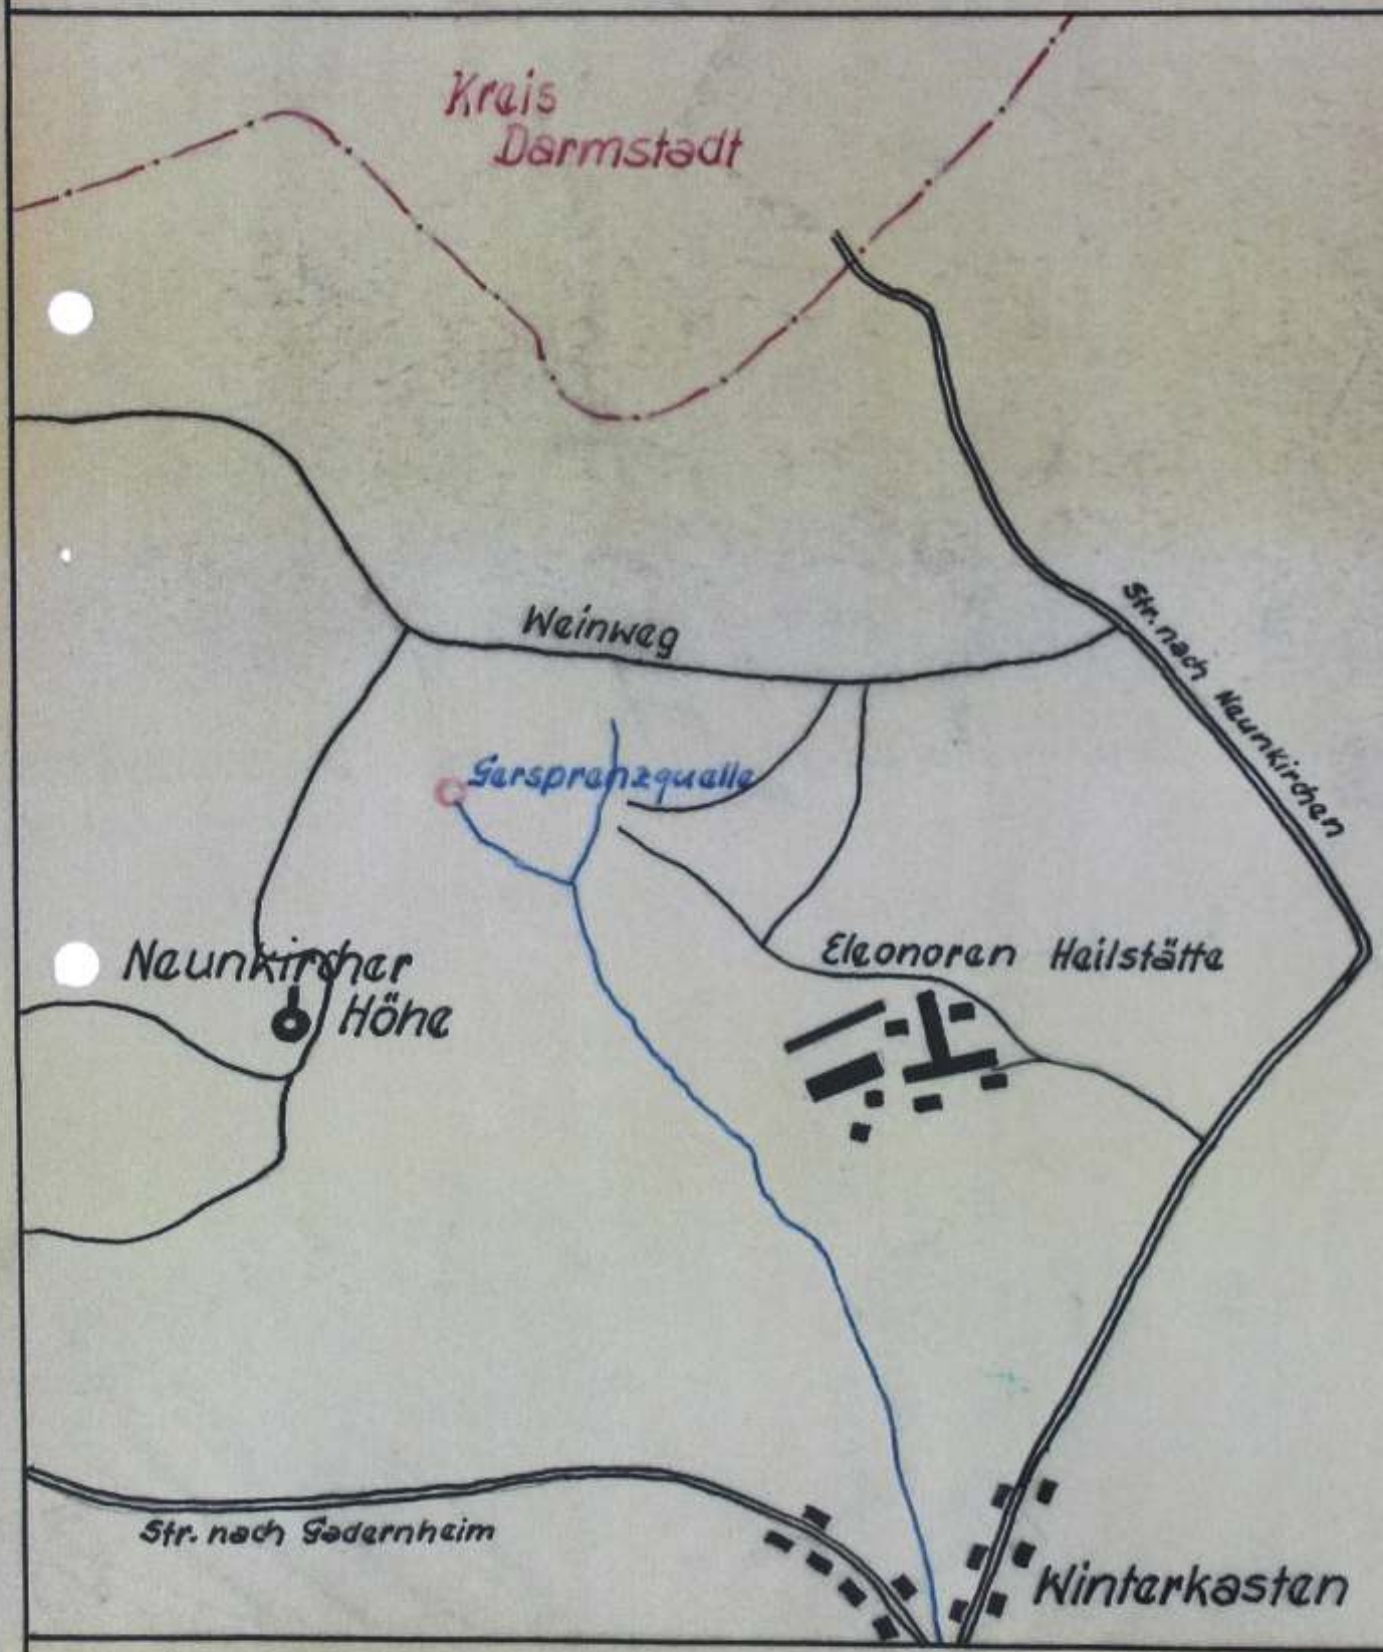 Kreis
Darmstadt
Weinweg
Str. nach Neunkirchen
Gersprenzquelle
Neunkircher
Höhe
Eleonoren Heilstätte
Str. nach Gadernheim
Winterkasten